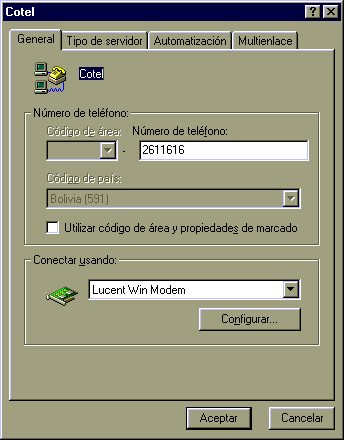 Cotel
General Tipo de servidor Automatización Multienlace
Cotel
Número de teléfono:
Código de área: Número de teléfono:
- 2611616
Código de país:
Bolivia (591)
Utilizar código de área y propiedades de marcado
Conectar usando:
Lucent Win Modem
Configurar...
Aceptar Cancelar